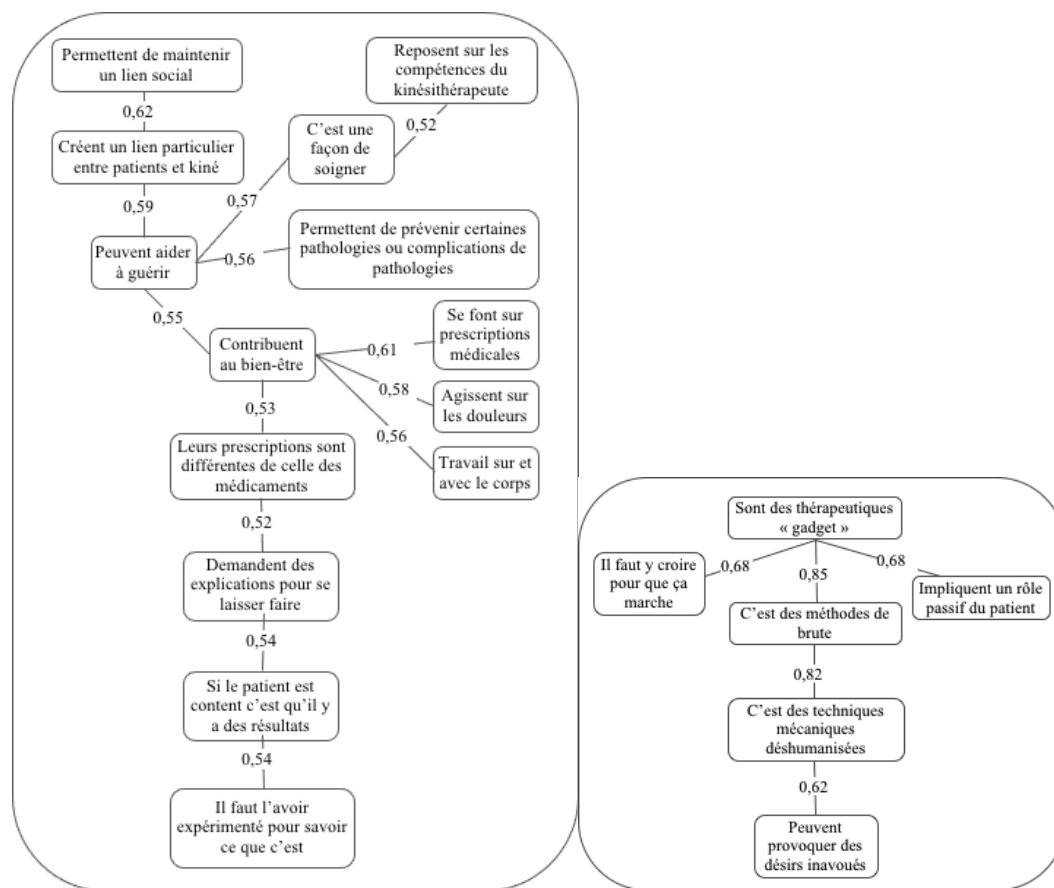 Permettent de maintenir
un lien social
Reposent sur les
compétences du
kinésithérapeute
0,62
0,52
C’est une
façon de
soigner
Créent un lien particulier
entre patients et kiné
0,59
0,57
Permettent de prévenir certaines
pathologies ou complications de
pathologies
Peuvent aider
à guérir
0,56
0,55
Se font sur
prescriptions
médicales
Contribuent
au bien-être
0,61
0,58
Agissent sur
les douleurs
0,53
0,56
Leurs prescriptions sont
différentes de celle des
médicaments
Travail sur et
avec le corps
0,52
Demandent des
explications pour se
laisser faire
0,54
Si le patient est
content c’est qu’il y
a des résultats
0,54
Il faut l’avoir
expérimenté pour savoir
ce que c’est
Sont des thérapeutiques
« gadget »
0,68
0,85
0,68
Il faut y croire
pour que ça
marche
Impliquent un rôle
passif du patient
C’est des méthodes de
brute
0,82
C’est des techniques
mécaniques
déshumanisées
0,62
Peuvent
provoquer des
désirs inavoués